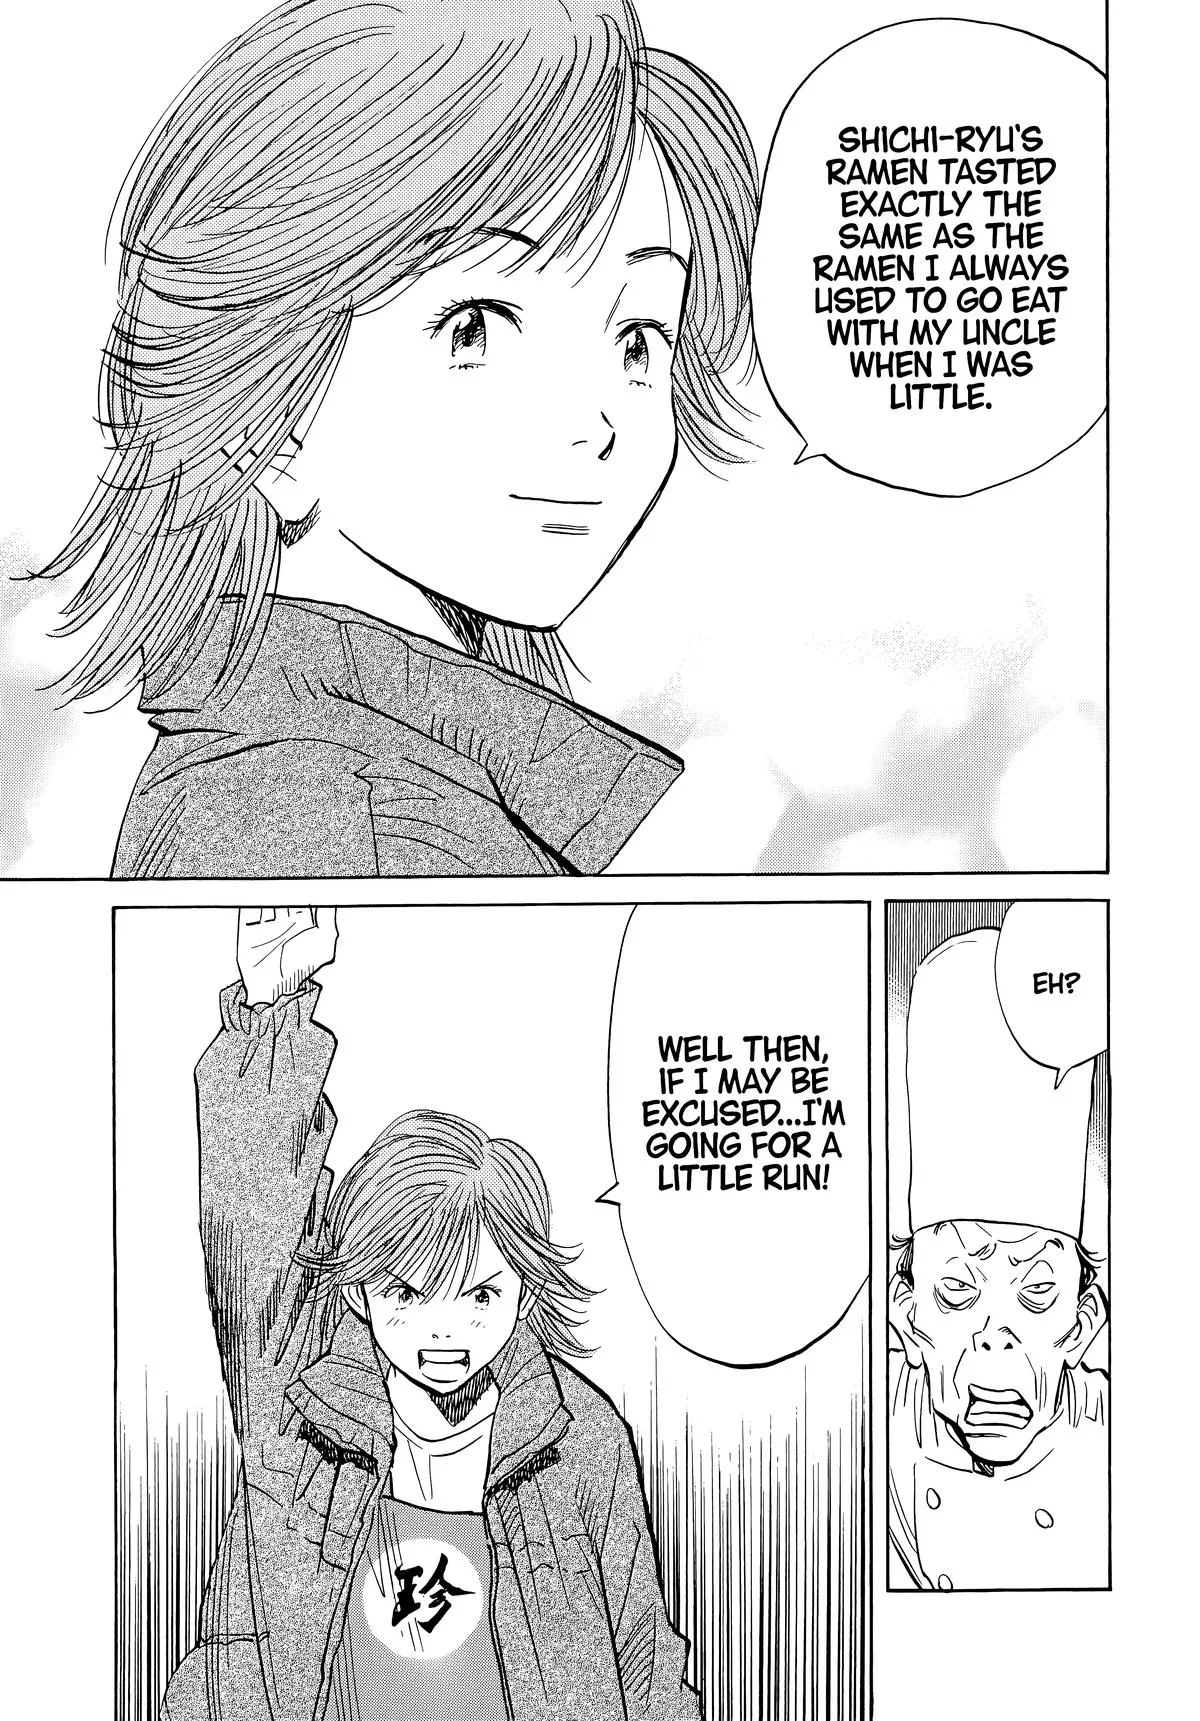 SHICHI-RYU'S
RAMEN TASTED
EXACTLY THE
SAME AS THE
RAMEN I ALWAYS
USED TO GO EAT
WITH MY UNCLE
WHEN I WAS
LITTLE.
EH?
WELL THEN,
IF I MAY BE
EXCUSED...I'M
GOING FOR A
LITTLE RUN!
珍